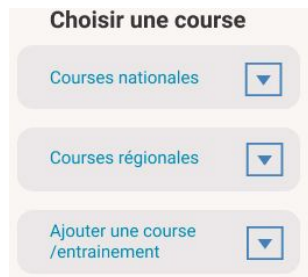 Choisir une course
Courses nationales
Courses régionales
Ajouter une course
/entrainement